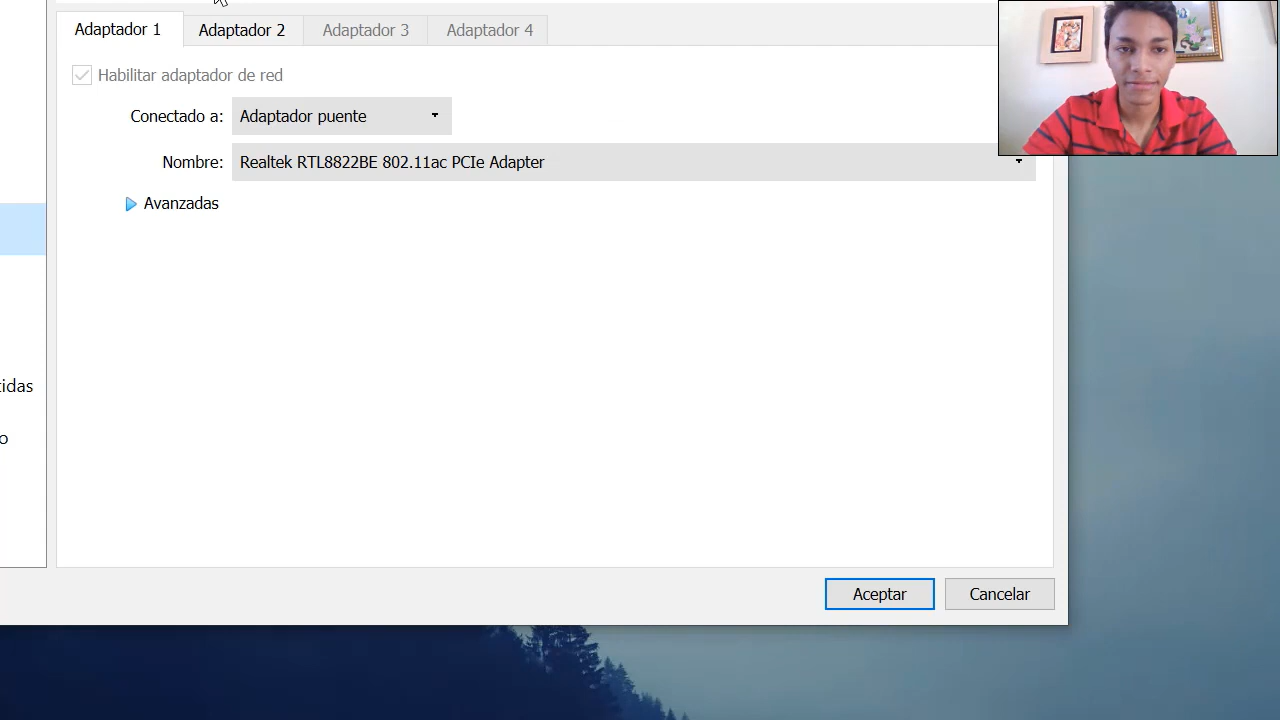 Adaptador 1 Adaptador 2 Adaptador 3 Adaptador 4
Habilitar adaptador de red
Conectado a: Adaptador puente
Nombre: Realtek RTL8822BE 802.11ac PCIe Adapter
Avanzadas
tidas
o
Aceptar Cancelar